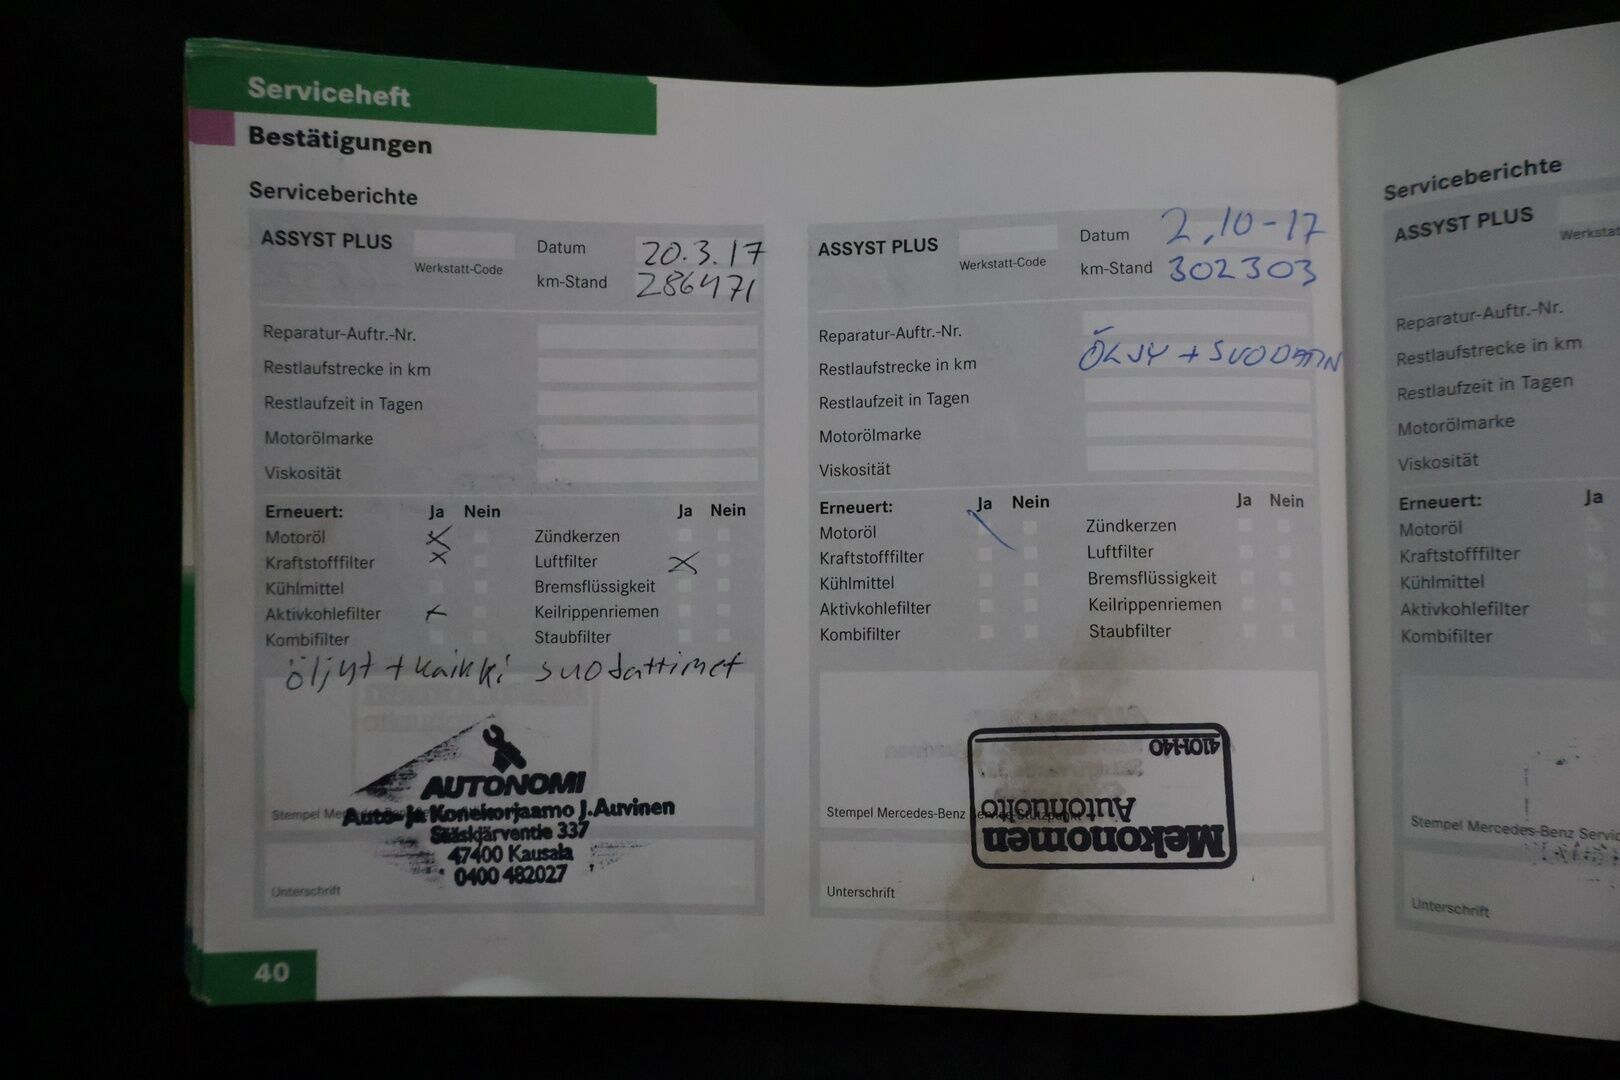 Serviceheft
Bestätigungen
Serviceberichte
ASSYST PLUS
Werkstatt-Code
Datum 20.3.17
km-Stand 286471
Reparatur-Auftr.-Nr.
Restlaufstrecke in km
Restlaufzeit in Tagen
Motorölmarke
Viskosität
Erneuert: Ja Nein Ja Nein
Motoröl X Zündkerzen
Kraftstofffilter X Luftfilter X
Kühlmittel Bremsflüssigkeit
Aktivkohlefilter X Keilrippenriemen
Kombifilter Staubfilter
öljyt + kaikki suodattimet
AUTONOMI
Auto- ja Konekorjaamo J.Auvinen
Sääskjärventie 337
47400 Kausala
0400 482027
Stempel
Unterschrift
40
ASSYST PLUS
Werkstatt-Code
Datum 2.10-17
km-Stand 302303
Reparatur-Auftr.-Nr.
Restlaufstrecke in km ÖLJY + SUODATIN
Restlaufzeit in Tagen
Motorölmarke
Viskosität
Erneuert: Ja Nein Ja Nein
Motoröl Zündkerzen
Kraftstofffilter Luftfilter
Kühlmittel Bremsflüssigkeit
Aktivkohlefilter Keilrippenriemen
Kombifilter Staubfilter
Mekonomen
Autohuolto
4101-140
Stempel Mercedes-Benz
Unterschrift
Serviceberichte
ASSYST PLUS
Reparatur-Auftr.-Nr.
Restlaufstrecke in km
Restlaufzeit in Tagen
Motorölmarke
Viskosität
Erneuert: Ja
Motoröl
Kraftstofffilter
Kühlmittel
Aktivkohlefilter
Kombifilter
Stempel Mercedes-Benz
Unterschrift